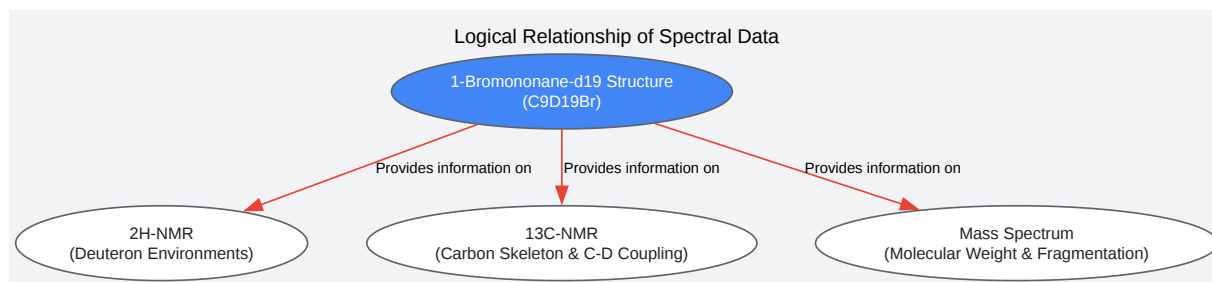 Logical Relationship of Spectral Data
1-Bromononane-d19 Structure
(C9D19Br)
Provides information on
Provides information on
Provides information on
2H-NMR
(Deuteron Environments)
13C-NMR
(Carbon Skeleton & C-D Coupling)
Mass Spectrum
(Molecular Weight & Fragmentation)